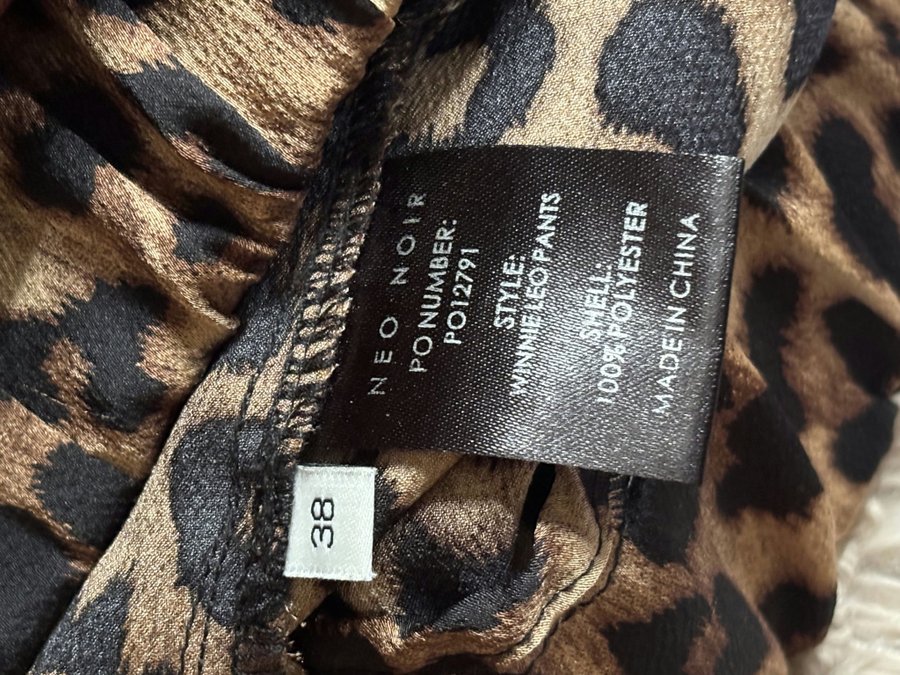 NEO NOIR
PO NUMBER:
PO12791
STYLE:
WINNIE LEO PANTS
SHELL:
100% POLYESTER
MADE IN CHINA
38